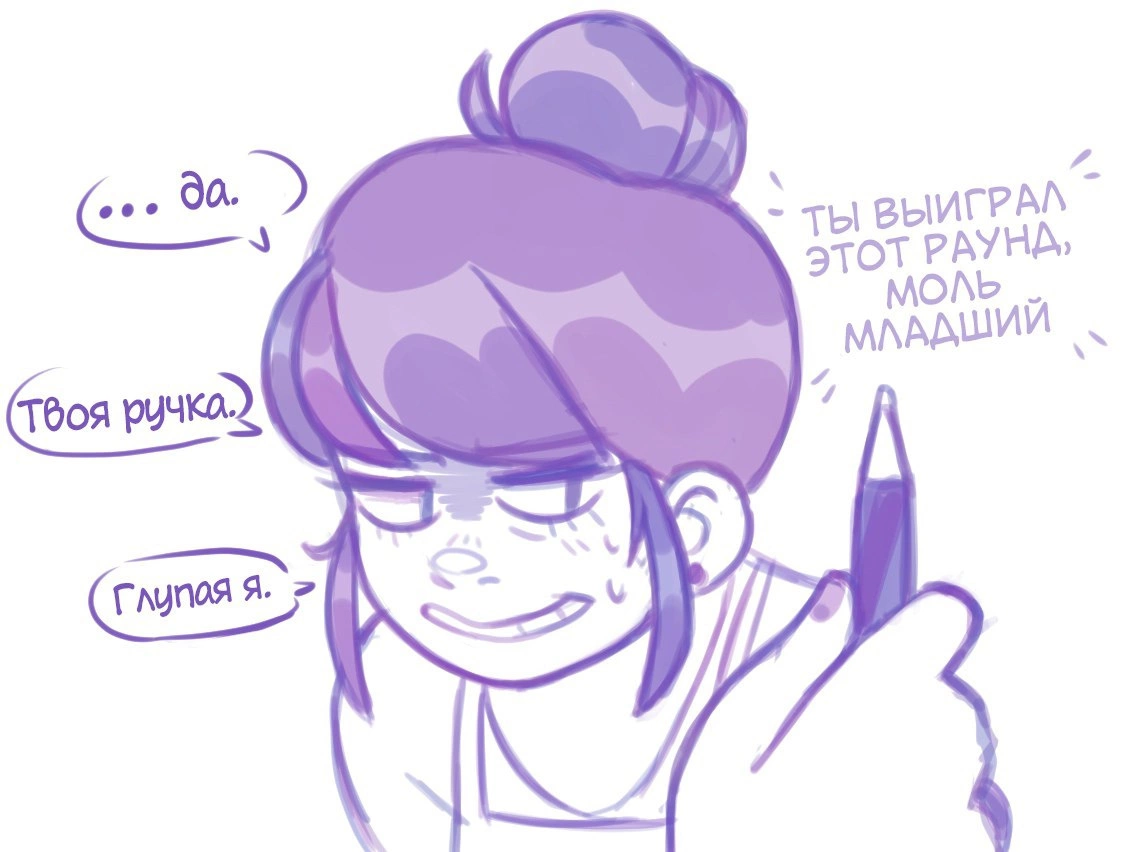 ... да.
ТЫ ВЫИГРАЛ
ЭТОТ РАУНД,
МОЛЬ
МЛАДШИЙ
Твоя ручка.
Глупая я.